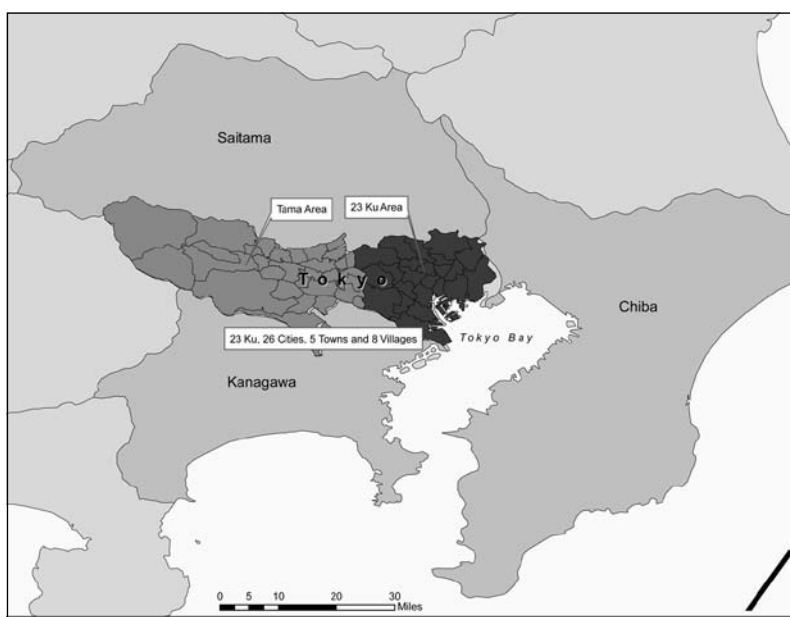 Saitama
Tama Area
23 Ku Area
Tokyo
Chiba
23 Ku, 26 Cities, 5 Towns and 8 Villages
Tokyo Bay
Kanagawa
0 5 10 20 30
Miles